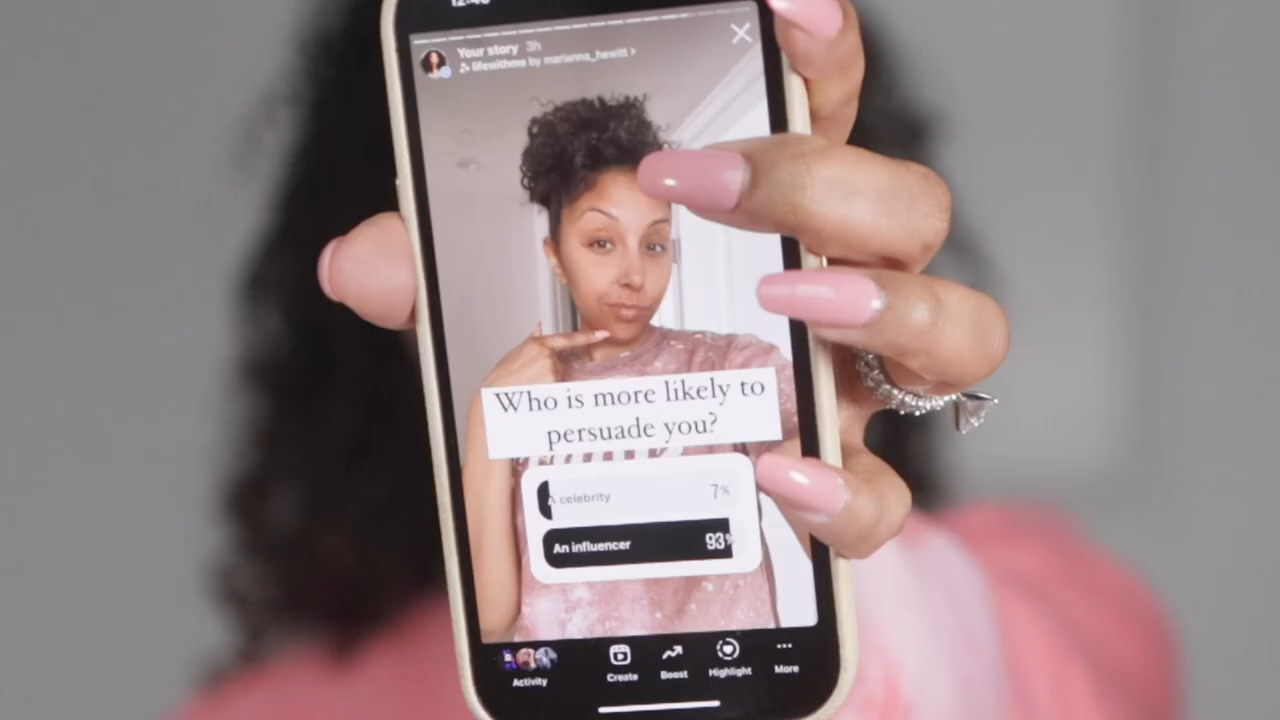 Your story 3h
lifewithme by marianna_hewitt >
Who is more likely to
persuade you?
A celebrity 7%
An influencer 93%
Activity Create Boost Highlight More